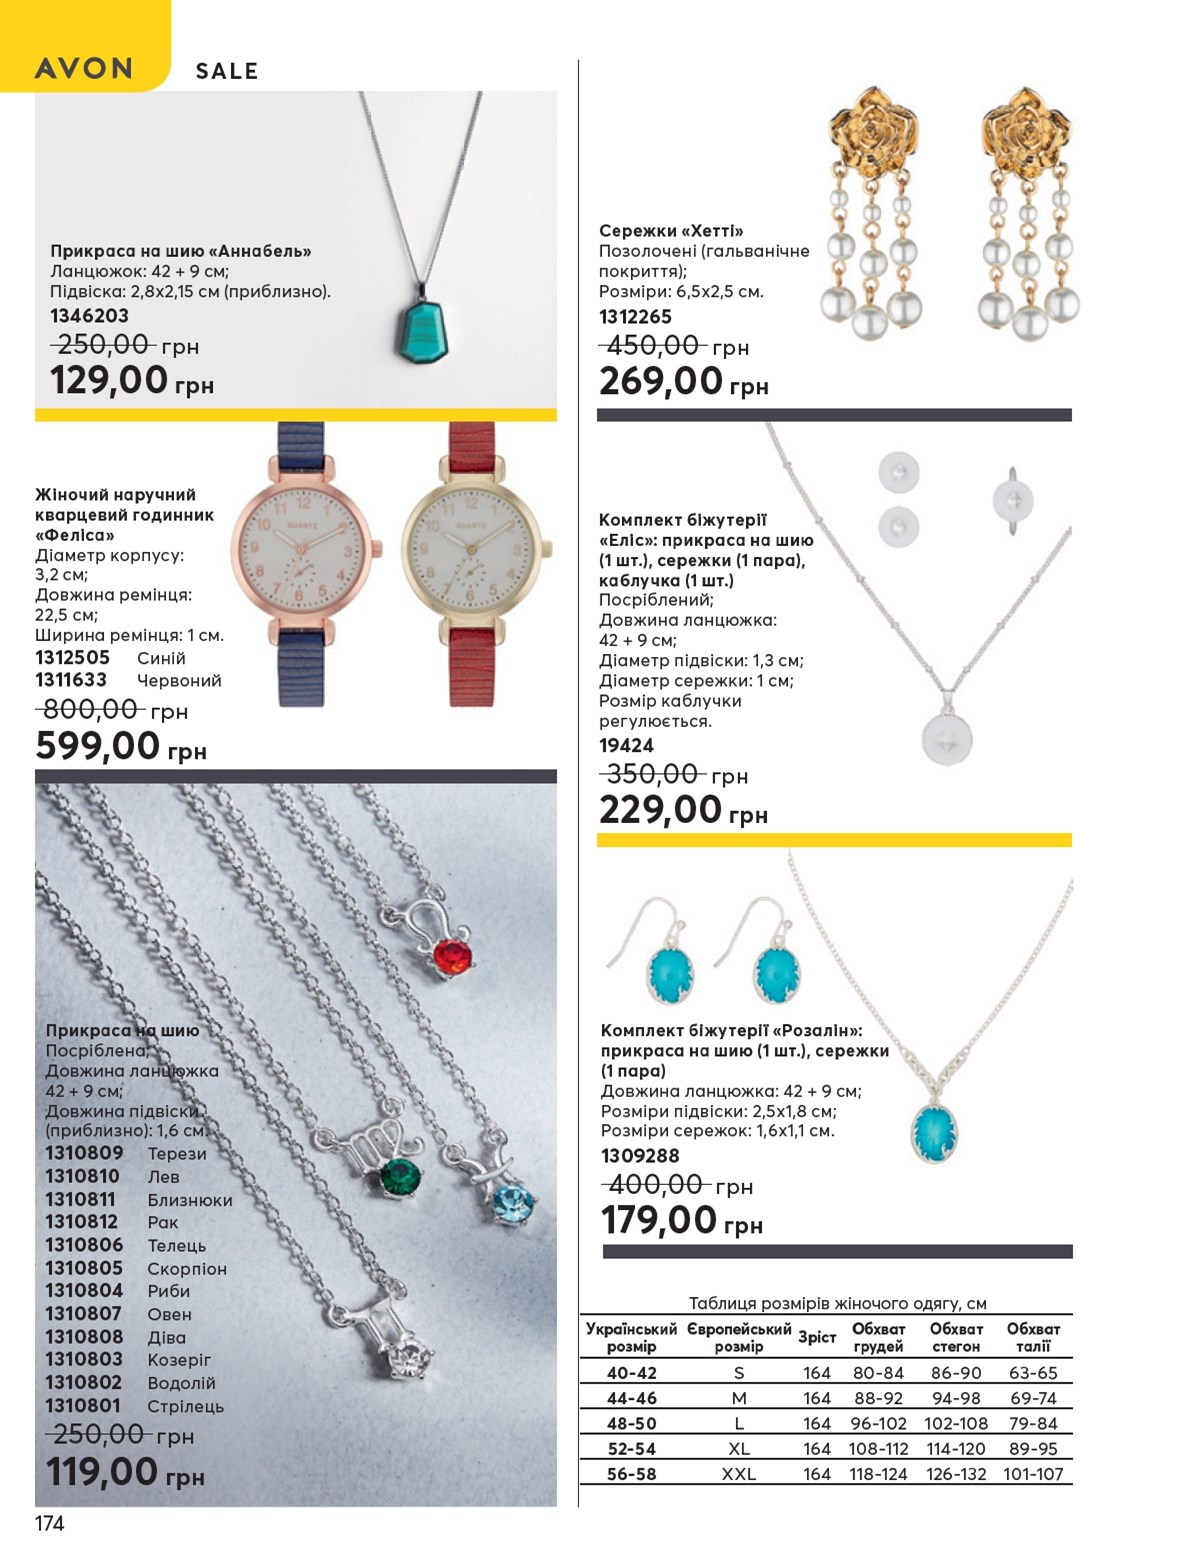 AVON
SALE
Прикраса на шию «Аннабель»
Ланцюжок: 42 + 9 см;
Підвіска: 2,8х2,15 см (приблизно).
1346203
250,00 грн
129,00 грн
Жіночий наручний
кварцевий годинник
«Феліса»
Діаметр корпусу:
3,2 см;
Довжина ремінця:
22,5 см;
Ширина ремінця: 1 см.
1312505 Синій
1311633 Червоний
800,00 грн
599,00 грн
QUARTZ
QUARTZ
Прикраса на шию
Посріблена;
Довжина ланцюжка
42 + 9 см;
Довжина підвіски
(приблизно): 1,6 см.
1310809 Терези
1310810 Лев
1310811 Близнюки
1310812 Рак
1310806 Телець
1310805 Скорпіон
1310804 Риби
1310807 Овен
1310808 Діва
1310803 Козеріг
1310802 Водолій
1310801 Стрілець
250,00 грн
119,00 грн
174
Сережки «Хетті»
Позолочені (гальванічне
покриття);
Розміри: 6,5х2,5 см.
1312265
450,00 грн
269,00 грн
Комплект біжутерії
«Еліс»: прикраса на шию
(1 шт.), сережки (1 пара),
каблучка (1 шт.)
Посріблений;
Довжина ланцюжка:
42 + 9 см;
Діаметр підвіски: 1,3 см;
Діаметр сережки: 1 см;
Розмір каблучки
регулюється.
19424
350,00 грн
229,00 грн
Комплект біжутерії «Розалін»:
прикраса на шию (1 шт.), сережки
(1 пара)
Довжина ланцюжка: 42 + 9 см;
Розміри підвіски: 2,5х1,8 см;
Розміри сережок: 1,6х1,1 см.
1309288
400,00 грн
179,00 грн
Таблиця розмірів жіночого одягу, см
Український розмір Європейський розмір Зріст Обхват грудей Обхват стегон Обхват талії
40-42 S 164 80-84 86-90 63-65
44-46 M 164 88-92 94-98 69-74
48-50 L 164 96-102 102-108 79-84
52-54 XL 164 108-112 114-120 89-95
56-58 XXL 164 118-124 126-132 101-107